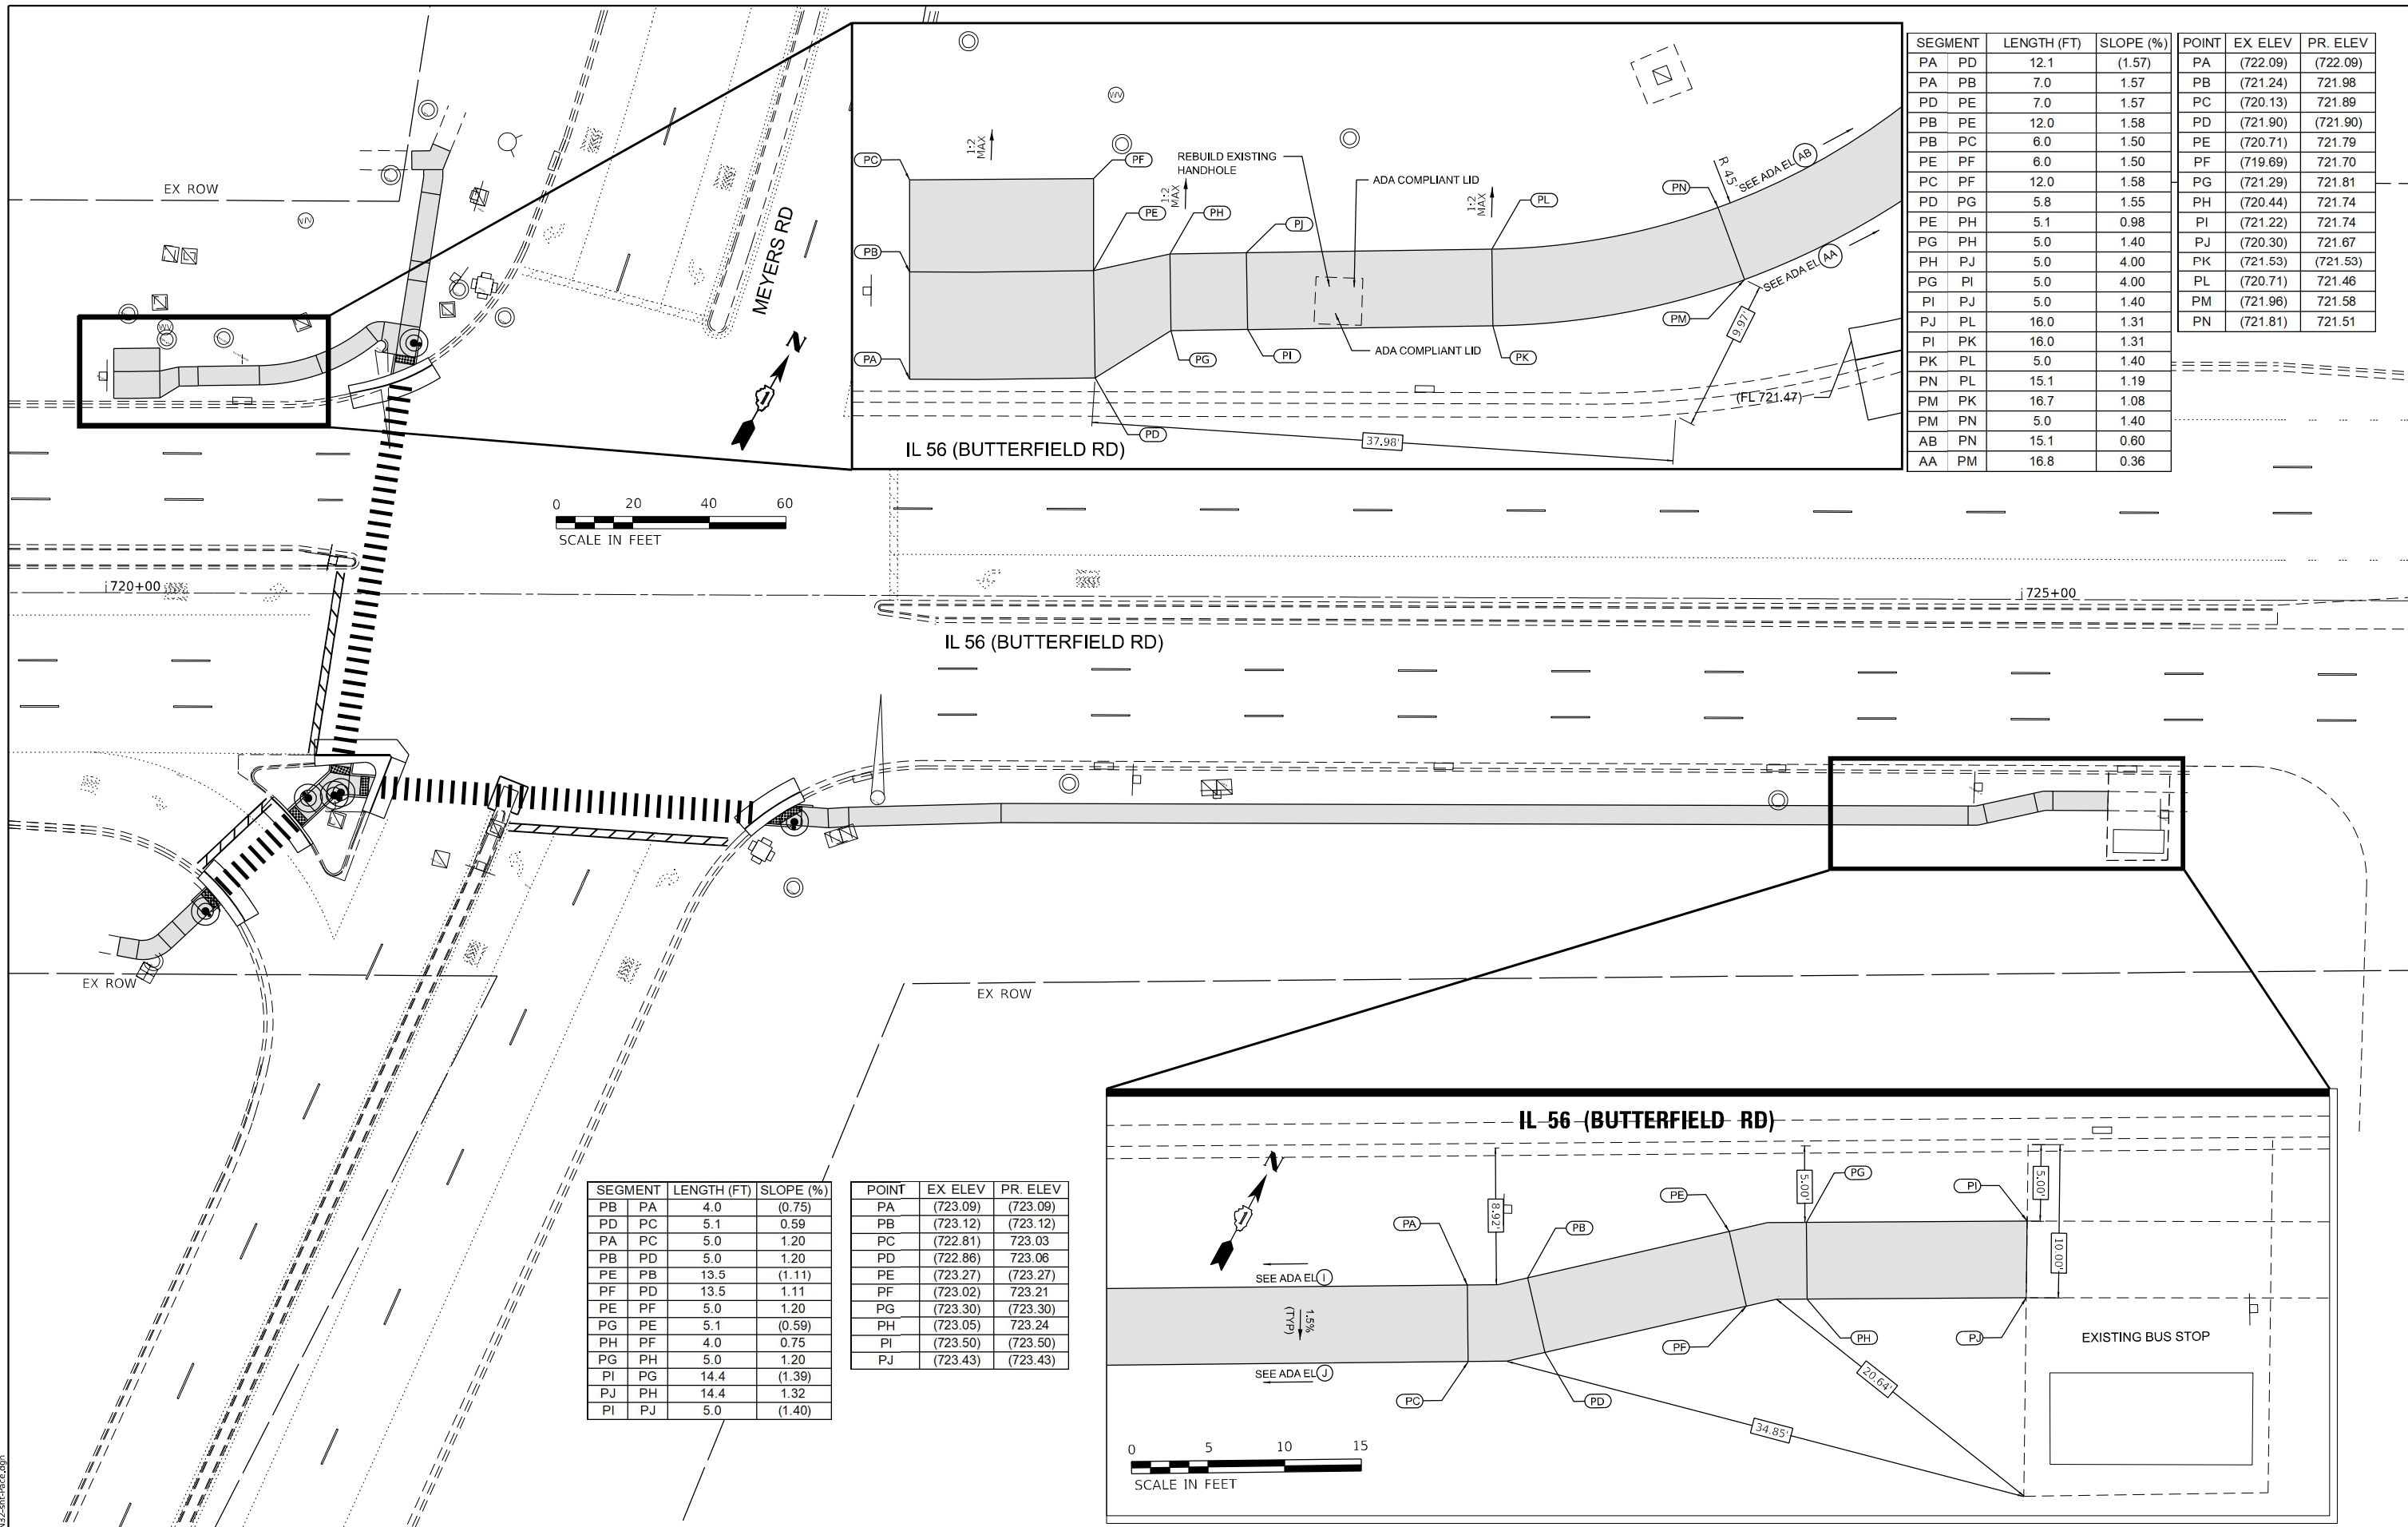 EX ROW
MEYERS RD
N
PC
1:2
MAX
WV
PF
REBUILD EXISTING
HANDHOLE
ADA COMPLIANT LID
1:2
MAX
PE
PH
PJ
1:2
MAX
PL
PN
R 45'
SEE ADA EL AB
PB
PM
SEE ADA EL AA
PA
PG
PI
ADA COMPLIANT LID
PK
9.97'
(FL 721.47)
PD
37.98'
IL 56 (BUTTERFIELD RD)
SEGMENT LENGTH (FT) SLOPE (%)
PA PD 12.1 (1.57)
PA PB 7.0 1.57
PD PE 7.0 1.57
PB PE 12.0 1.58
PB PC 6.0 1.50
PE PF 6.0 1.50
PC PF 12.0 1.58
PD PG 5.8 1.55
PE PH 5.1 0.98
PG PH 5.0 1.40
PH PJ 5.0 4.00
PG PI 5.0 4.00
PI PJ 5.0 1.40
PJ PL 16.0 1.31
PI PK 16.0 1.31
PK PL 5.0 1.40
PN PL 15.1 1.19
PM PK 16.7 1.08
PM PN 5.0 1.40
AB PN 15.1 0.60
AA PM 16.8 0.36
POINT EX. ELEV PR. ELEV
PA (722.09) (722.09)
PB (721.24) 721.98
PC (720.13) 721.89
PD (721.90) (721.90)
PE (720.71) 721.79
PF (719.69) 721.70
PG (721.29) 721.81
PH (720.44) 721.74
PI (721.22) 721.74
PJ (720.30) 721.67
PK (721.53) (721.53)
PL (720.71) 721.46
PM (721.96) 721.58
PN (721.81) 721.51
0 20 40 60
SCALE IN FEET
720+00
725+00
IL 56 (BUTTERFIELD RD)
EX ROW
EX ROW
SEGMENT LENGTH (FT) SLOPE (%)
PB PA 4.0 (0.75)
PD PC 5.1 0.59
PA PC 5.0 1.20
PB PD 5.0 1.20
PE PB 13.5 (1.11)
PF PD 13.5 1.11
PE PF 5.0 1.20
PG PE 5.1 (0.59)
PH PF 4.0 0.75
PG PH 5.0 1.20
PI PG 14.4 (1.39)
PJ PH 14.4 1.32
PI PJ 5.0 (1.40)
POINT EX. ELEV PR. ELEV
PA (723.09) (723.09)
PB (723.12) (723.12)
PC (722.81) 723.03
PD (722.86) 723.06
PE (723.27) (723.27)
PF (723.02) 723.21
PG (723.30) (723.30)
PH (723.05) 723.24
PI (723.50) (723.50)
PJ (723.43) (723.43)
IL 56 (BUTTERFIELD RD)
N
8.92'
PE
5.00'
PG
PI
5.00'
PA
PB
10.00'
SEE ADA EL I
1.5%
(TYP)
PF
PH
PJ
EXISTING BUS STOP
SEE ADA EL J
PC
PD
20.64'
34.85'
0 5 10 15
SCALE IN FEET